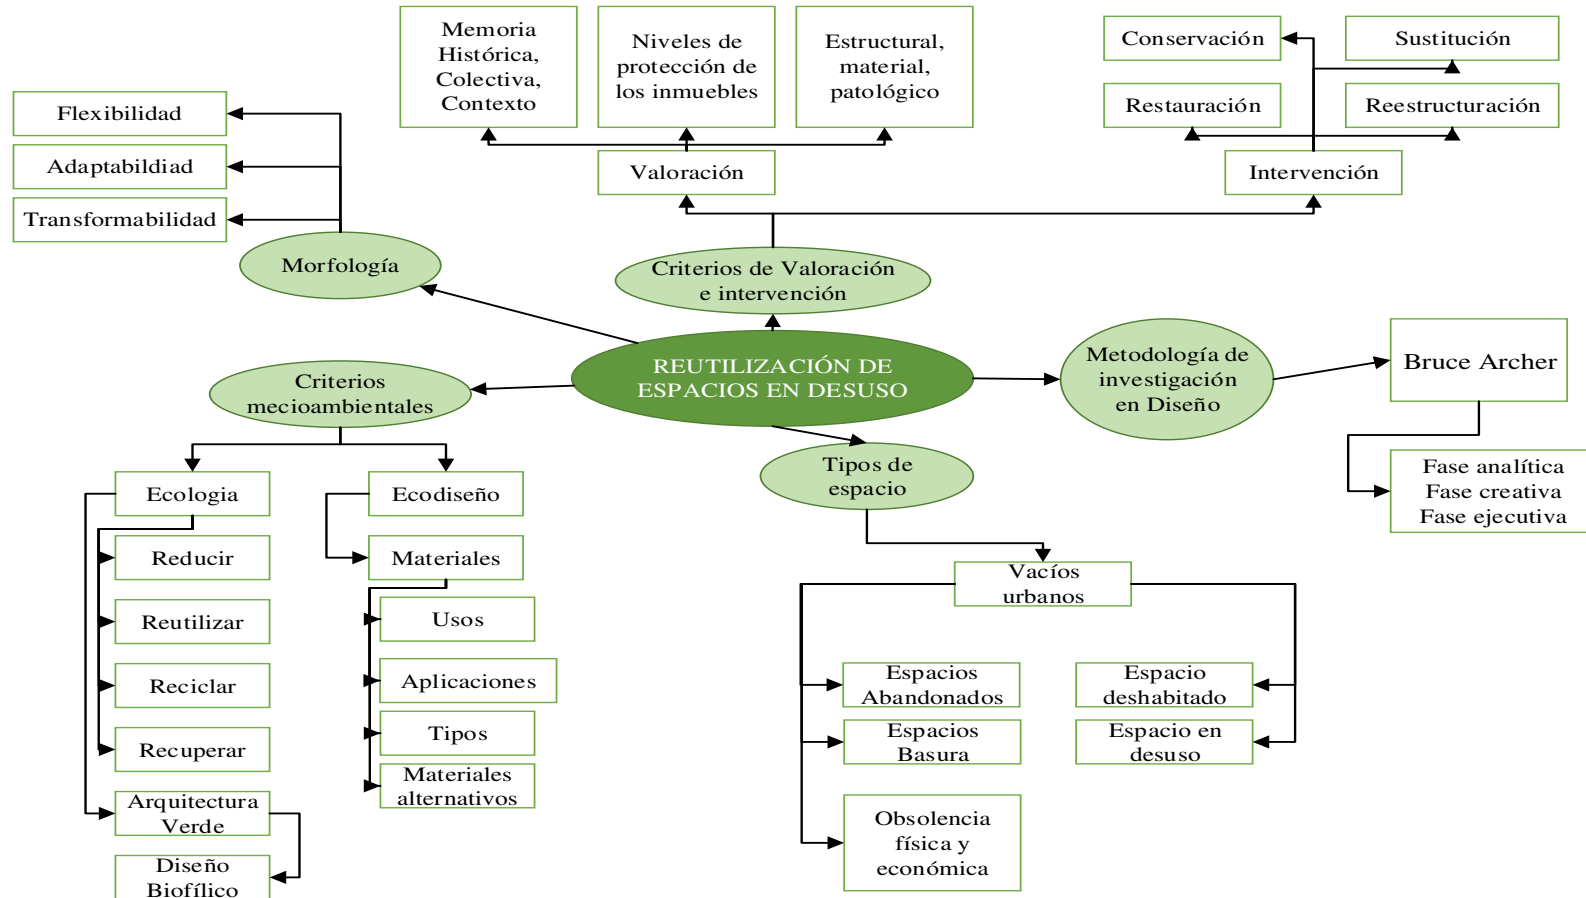 Memoria
Histórica,
Colectiva,
Contexto
Niveles de
protección de
los inmuebles
Estructural,
material,
patológico
Conservación
Sustitución
Restauración
Reestructuración
Flexibilidad
Adaptabildiad
Transformabilidad
Valoración
Intervención
Morfología
Criterios de Valoración
e intervención
REUTILIZACIÓN DE
ESPACIOS EN DESUSO
Metodología de
investigación
en Diseño
Bruce Archer
Fase analítica
Fase creativa
Fase ejecutiva
Criterios
mecioambientales
Tipos de
espacio
Ecologia
Ecodiseño
Reducir
Materiales
Reutilizar
Usos
Reciclar
Aplicaciones
Recuperar
Tipos
Materiales
alternativos
Arquitectura
Verde
Diseño
Biofílico
Vacíos
urbanos
Espacios
Abandonados
Espacio
deshabitado
Espacios
Basura
Espacio en
desuso
Obsolencia
física y
económica